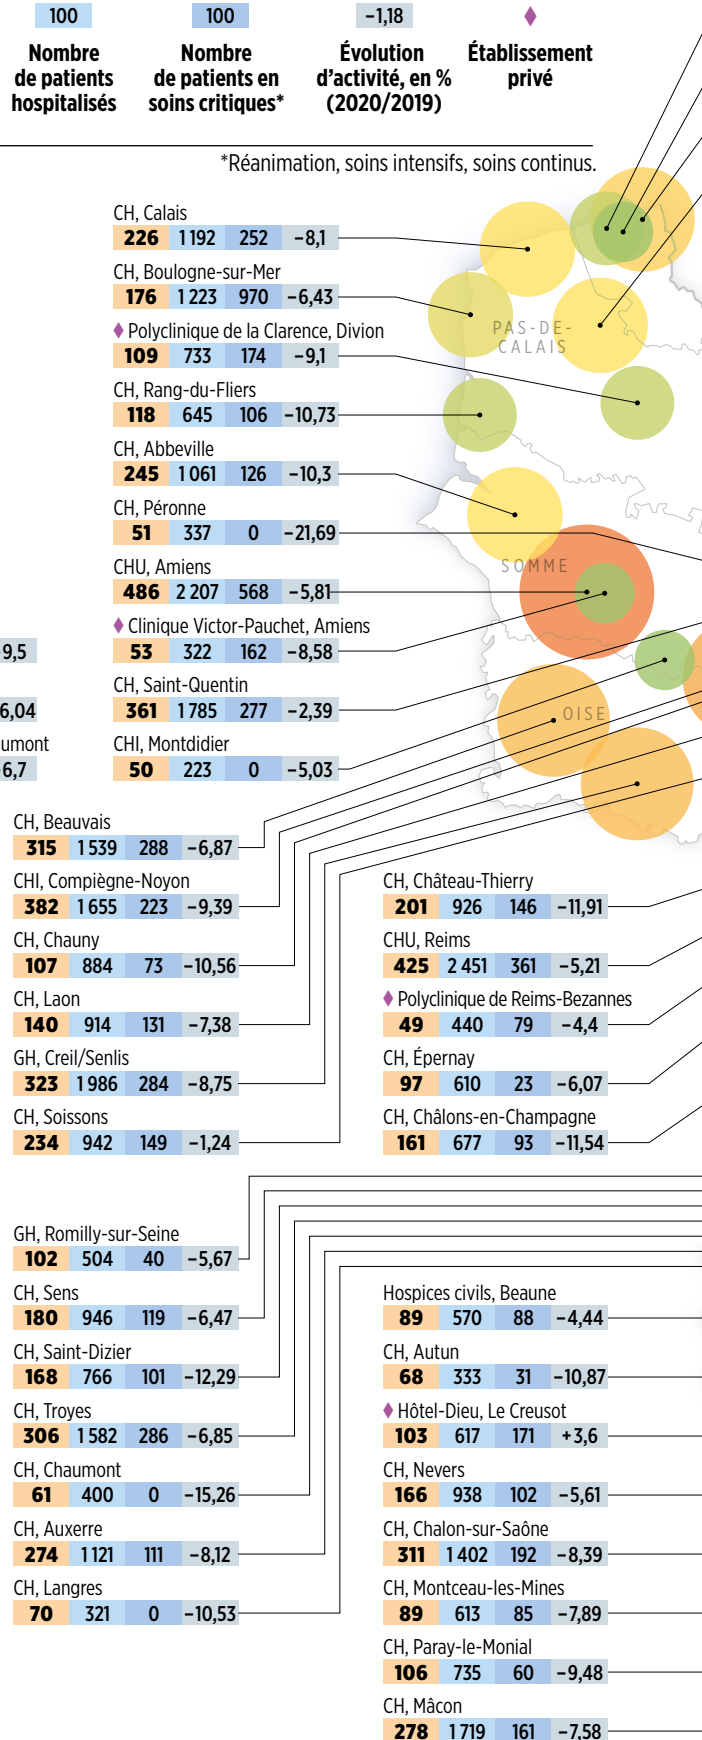 100 100 −1,18
Nombre de patients hospitalisés
Nombre de patients en soins critiques*
Évolution d’activité, en % (2020/2019)
Établissement privé
*Réanimation, soins intensifs, soins continus.
CH, Calais
226 1 192 252 −8,1
CH, Boulogne-sur-Mer
176 1 223 970 −6,43
Polyclinique de la Clarence, Divion
109 733 174 −9,1
CH, Rang-du-Fliers
118 645 106 −10,73
CH, Abbeville
245 1 061 126 −10,3
CH, Péronne
51 337 0 −21,69
CHU, Amiens
486 2 207 568 −5,81
Clinique Victor-Pauchet, Amiens
53 322 162 −8,58
CH, Saint-Quentin
361 1 785 277 −2,39
CHI, Montdidier
50 223 0 −5,03
9,5
6,04
umont
6,7
PAS-DE-
CALAIS
SOMME
OISE
CH, Beauvais
315 1 539 288 −6,87
CHI, Compiègne-Noyon
382 1 655 223 −9,39
CH, Chauny
107 884 73 −10,56
CH, Laon
140 914 131 −7,38
GH, Creil/Senlis
323 1 986 284 −8,75
CH, Soissons
234 942 149 −1,24
CH, Château-Thierry
201 926 146 −11,91
CHU, Reims
425 2 451 361 −5,21
Polyclinique de Reims-Bezannes
49 440 79 −4,4
CH, Épernay
97 610 23 −6,07
CH, Châlons-en-Champagne
161 677 93 −11,54
GH, Romilly-sur-Seine
102 504 40 −5,67
CH, Sens
180 946 119 −6,47
CH, Saint-Dizier
168 766 101 −12,29
CH, Troyes
306 1 582 286 −6,85
CH, Chaumont
61 400 0 −15,26
CH, Auxerre
274 1 121 111 −8,12
CH, Langres
70 321 0 −10,53
Hospices civils, Beaune
89 570 88 −4,44
CH, Autun
68 333 31 −10,87
Hôtel-Dieu, Le Creusot
103 617 171 +3,6
CH, Nevers
166 938 102 −5,61
CH, Chalon-sur-Saône
311 1 402 192 −8,39
CH, Montceau-les-Mines
89 613 85 −7,89
CH, Paray-le-Monial
106 735 60 −9,48
CH, Mâcon
278 1 719 161 −7,58